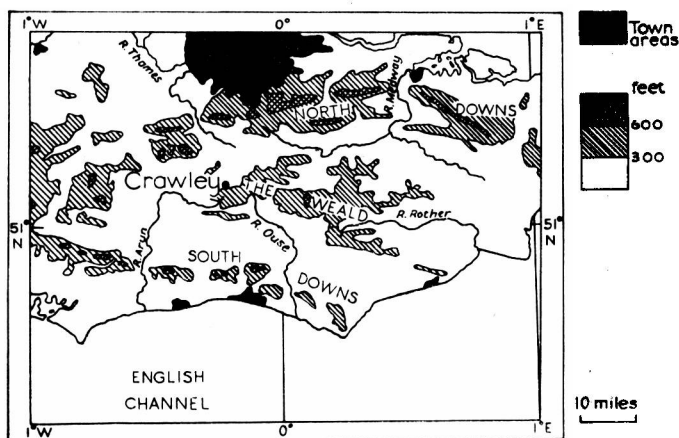 1°W
0°
1°E
Town
areas
R. Thames
R. Medway
NORTH
DOWNS
feet
600
300
Crawley
THE
WEALD
51°
N
R. Rother
51°
N
R. Arun
R. Ouse
SOUTH
DOWNS
ENGLISH
CHANNEL
10 miles
1°W
0°
1°E